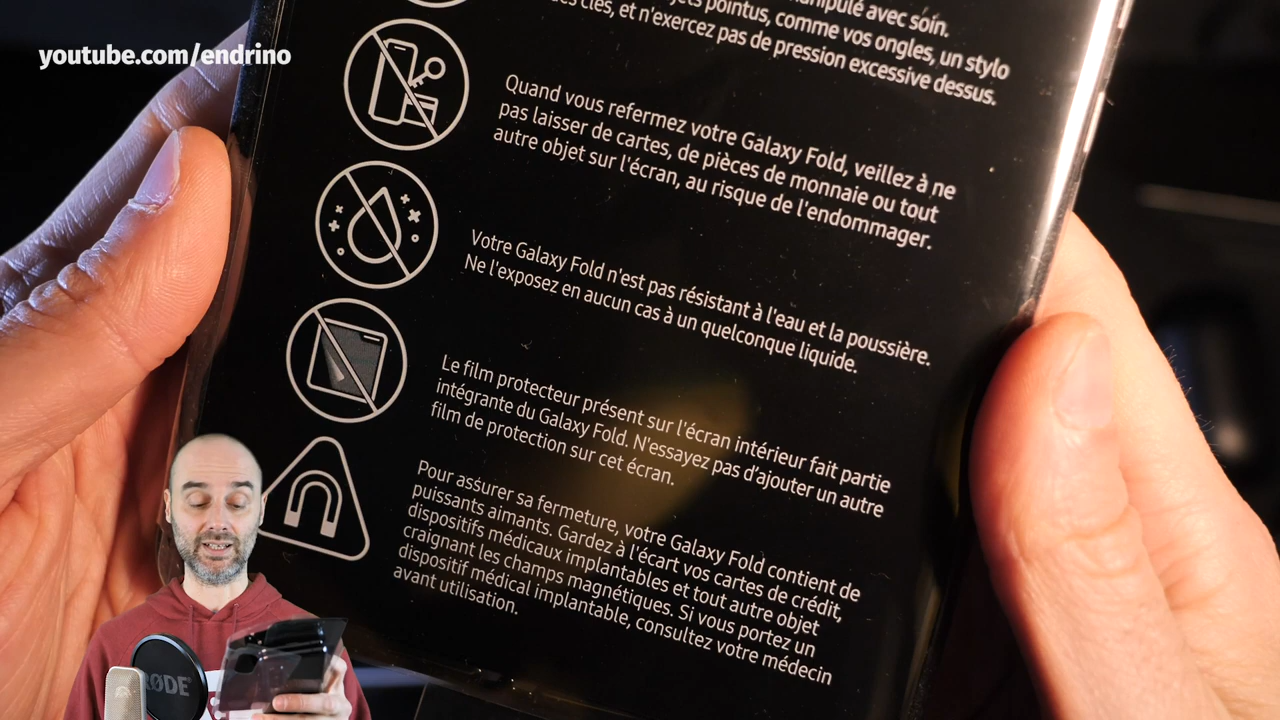 youtube.com/endrino
manipulé avec soin.
pointus, comme vos ongles, un stylo
clés, et n'exercez pas de pression excessive dessus.
Quand vous refermez votre Galaxy Fold, veillez à ne
pas laisser de cartes, de pièces de monnaie ou tout
autre objet sur l'écran, au risque de l'endommager.
Votre Galaxy Fold n'est pas résistant à l'eau et la poussière.
Ne l'exposez en aucun cas à un quelconque liquide.
Le film protecteur présent sur l'écran intérieur fait partie
intégrante du Galaxy Fold. N'essayez pas d'ajouter un autre
film de protection sur cet écran.
Pour assurer sa fermeture, votre Galaxy Fold contient de
puissants aimants. Gardez à l'écart vos cartes de crédit,
dispositifs médicaux implantables et tout autre objet
craignant les champs magnétiques. Si vous portez un
dispositif médical implantable, consultez votre médecin
avant utilisation.
RØDE